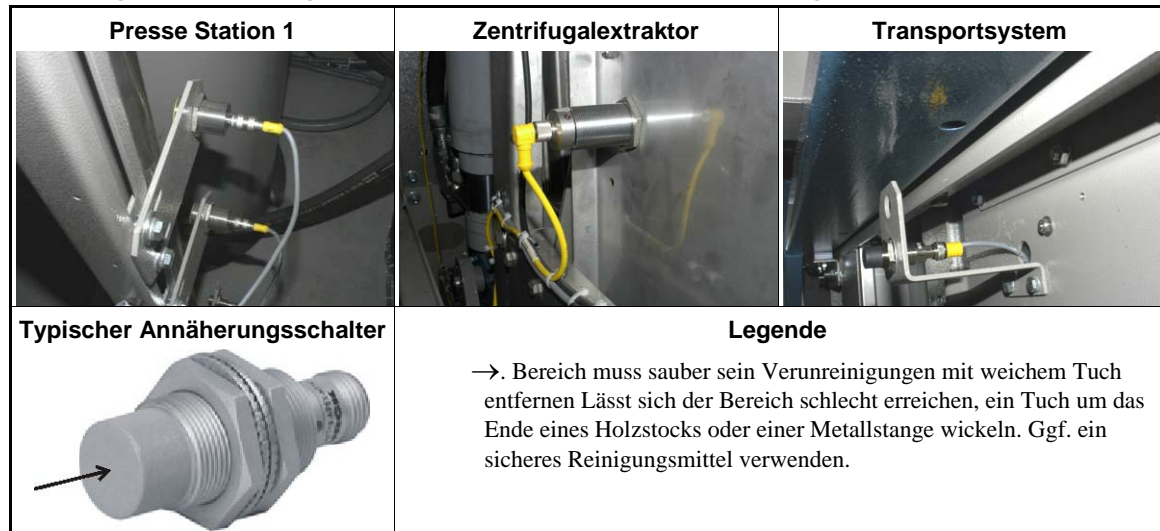 Presse Station 1
Zentrifugalextraktor
Transportsystem
Typischer Annäherungsschalter
Legende
→. Bereich muss sauber sein Verunreinigungen mit weichem Tuch
entfernen Lässt sich der Bereich schlecht erreichen, ein Tuch um das
Ende eines Holzstocks oder einer Metallstange wickeln. Ggf. ein
sicheres Reinigungsmittel verwenden.